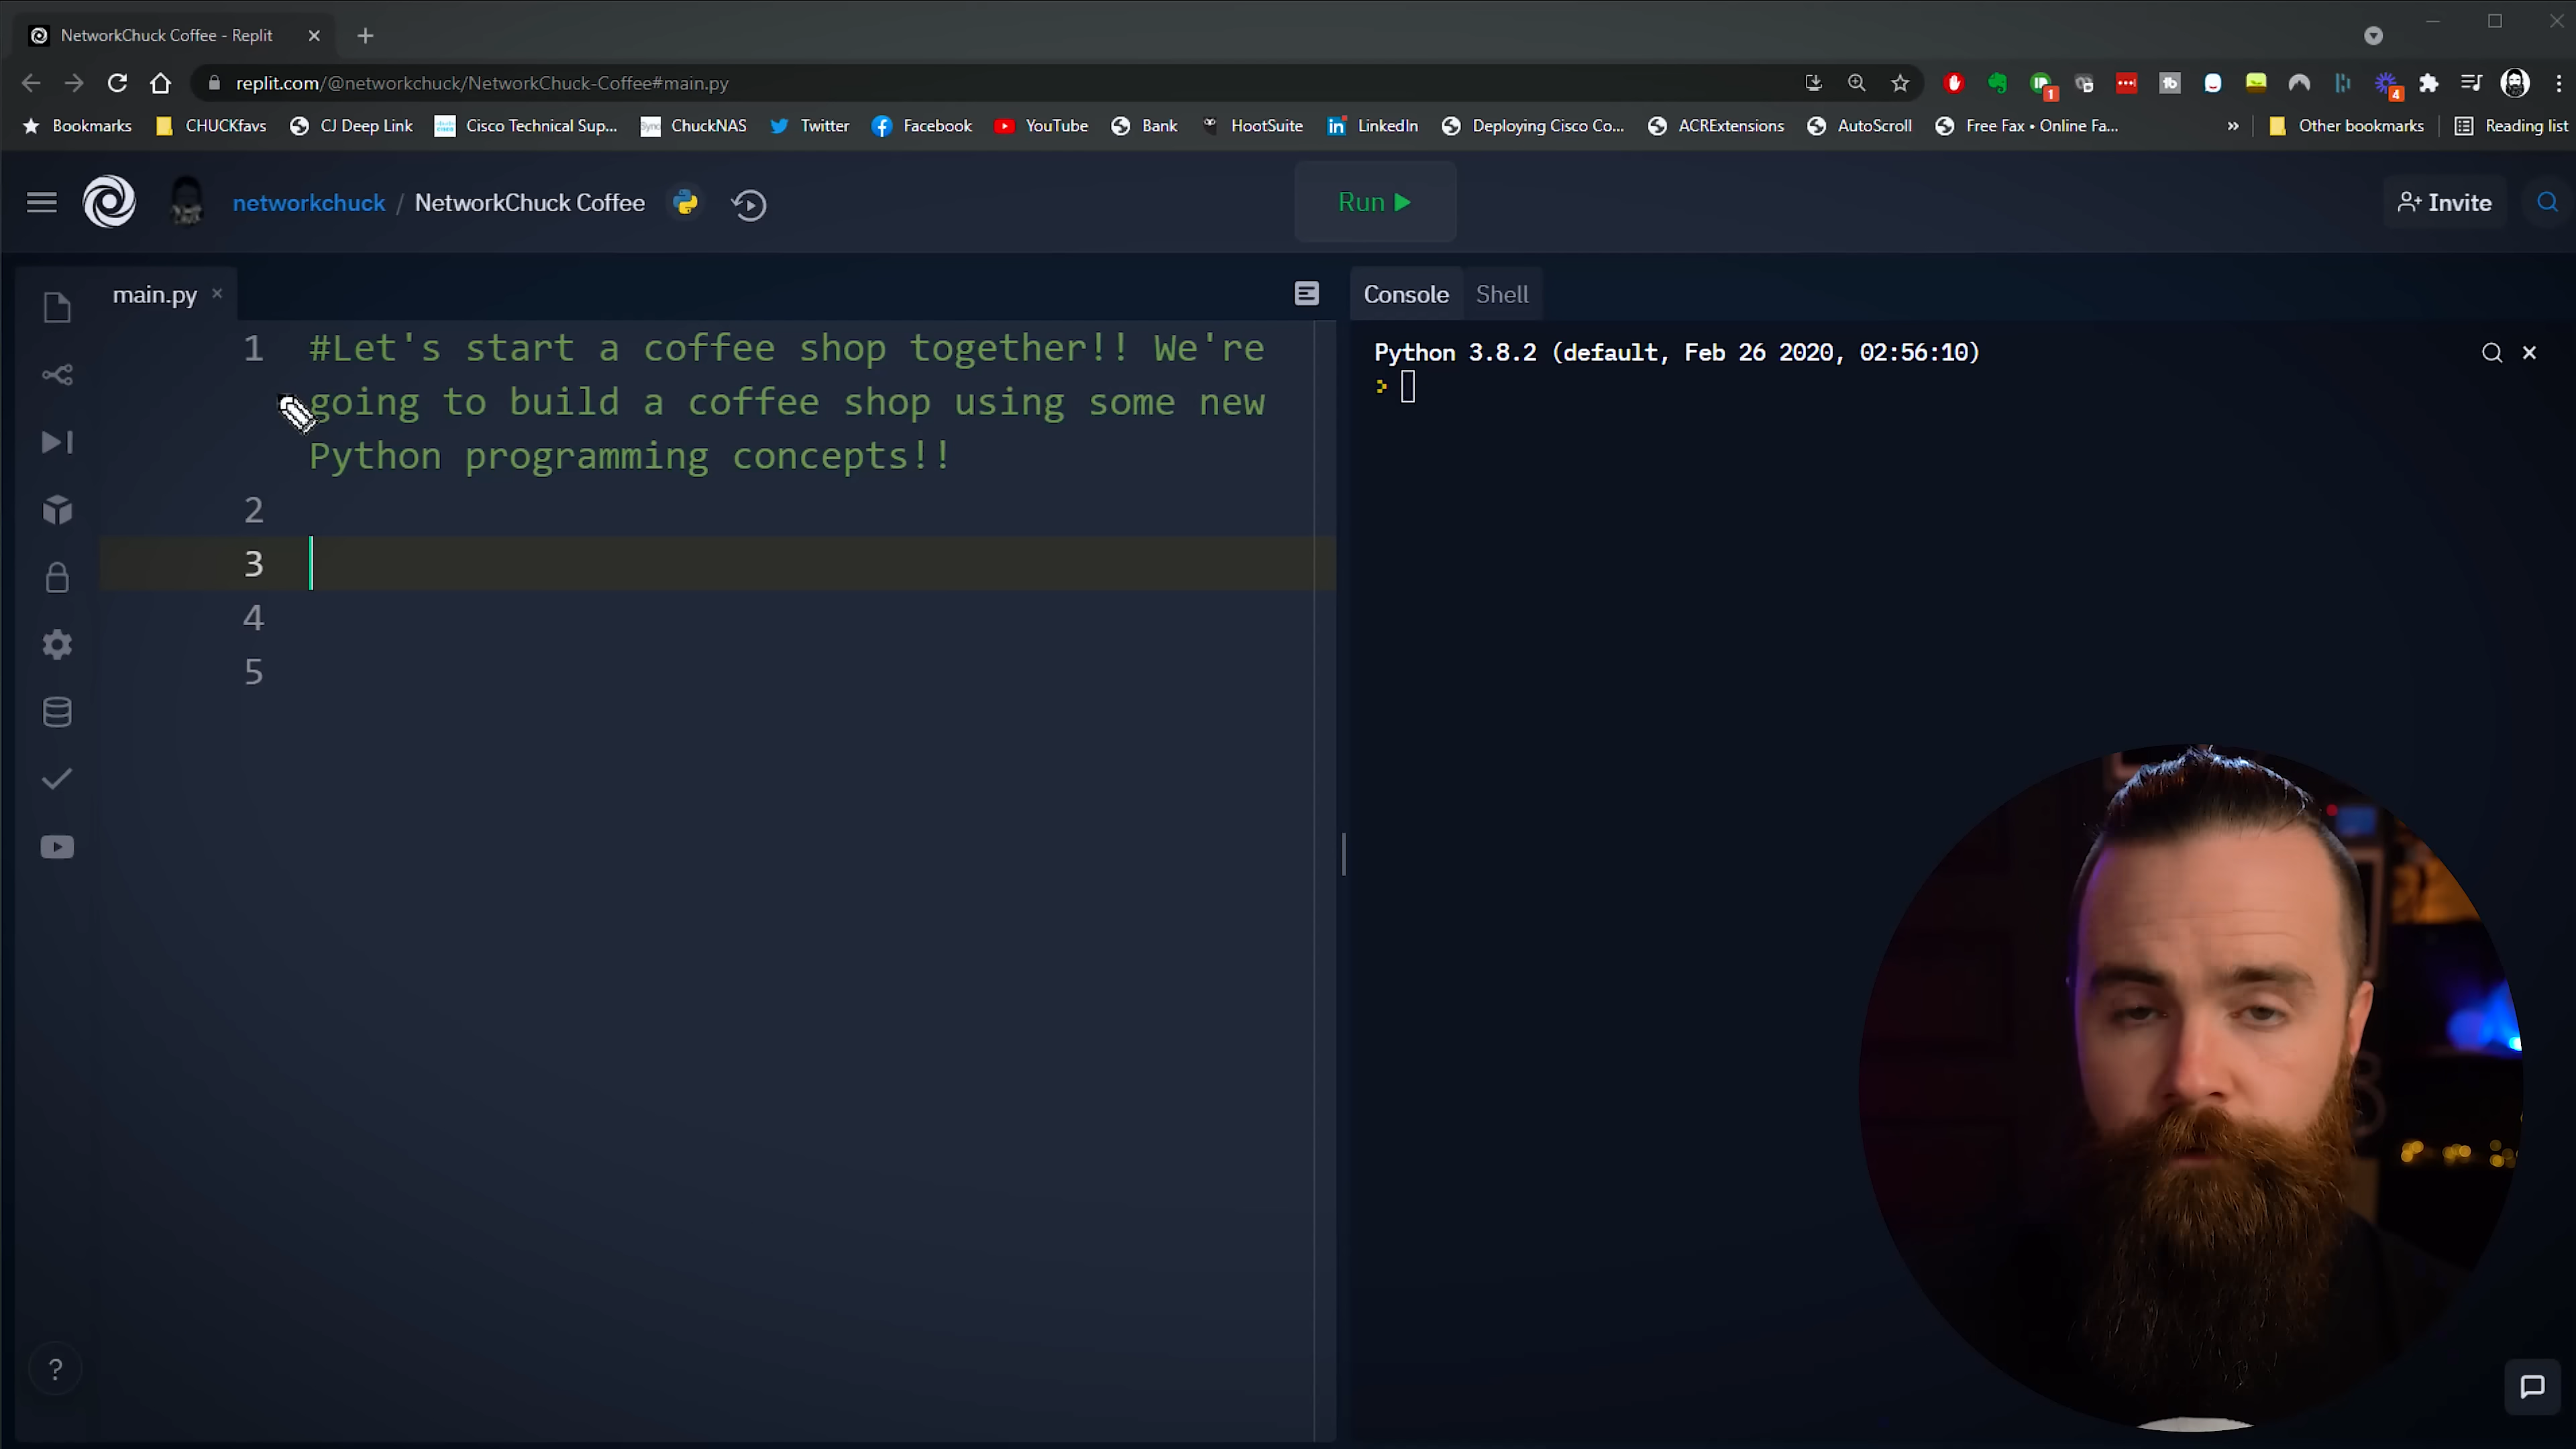 NetworkChuck Coffee - Replit
replit.com/@networkchuck/NetworkChuck-Coffee#main.py
1
4
Bookmarks CHUCKfavs CJ Deep Link Cisco Technical Sup... ChuckNAS Twitter Facebook YouTube Bank HootSuite LinkedIn Deploying Cisco Co... ACRExtensions AutoScroll Free Fax • Online Fa... » Other bookmarks Reading list
networkchuck / NetworkChuck Coffee
Run
Invite
main.py
Console Shell
1 #Let's start a coffee shop together!! We're
going to build a coffee shop using some new
Python programming concepts!!
2
3
4
5
Python 3.8.2 (default, Feb 26 2020, 02:56:10)
?